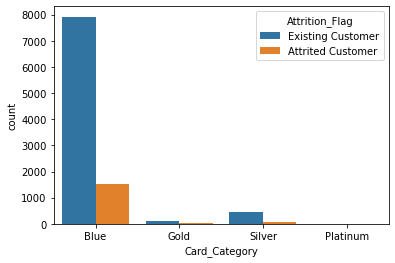 Attrition_Flag
Existing Customer
Attrited Customer
8000
7000
6000
5000
4000
3000
2000
1000
0
count
Blue Gold Silver Platinum
Card_Category